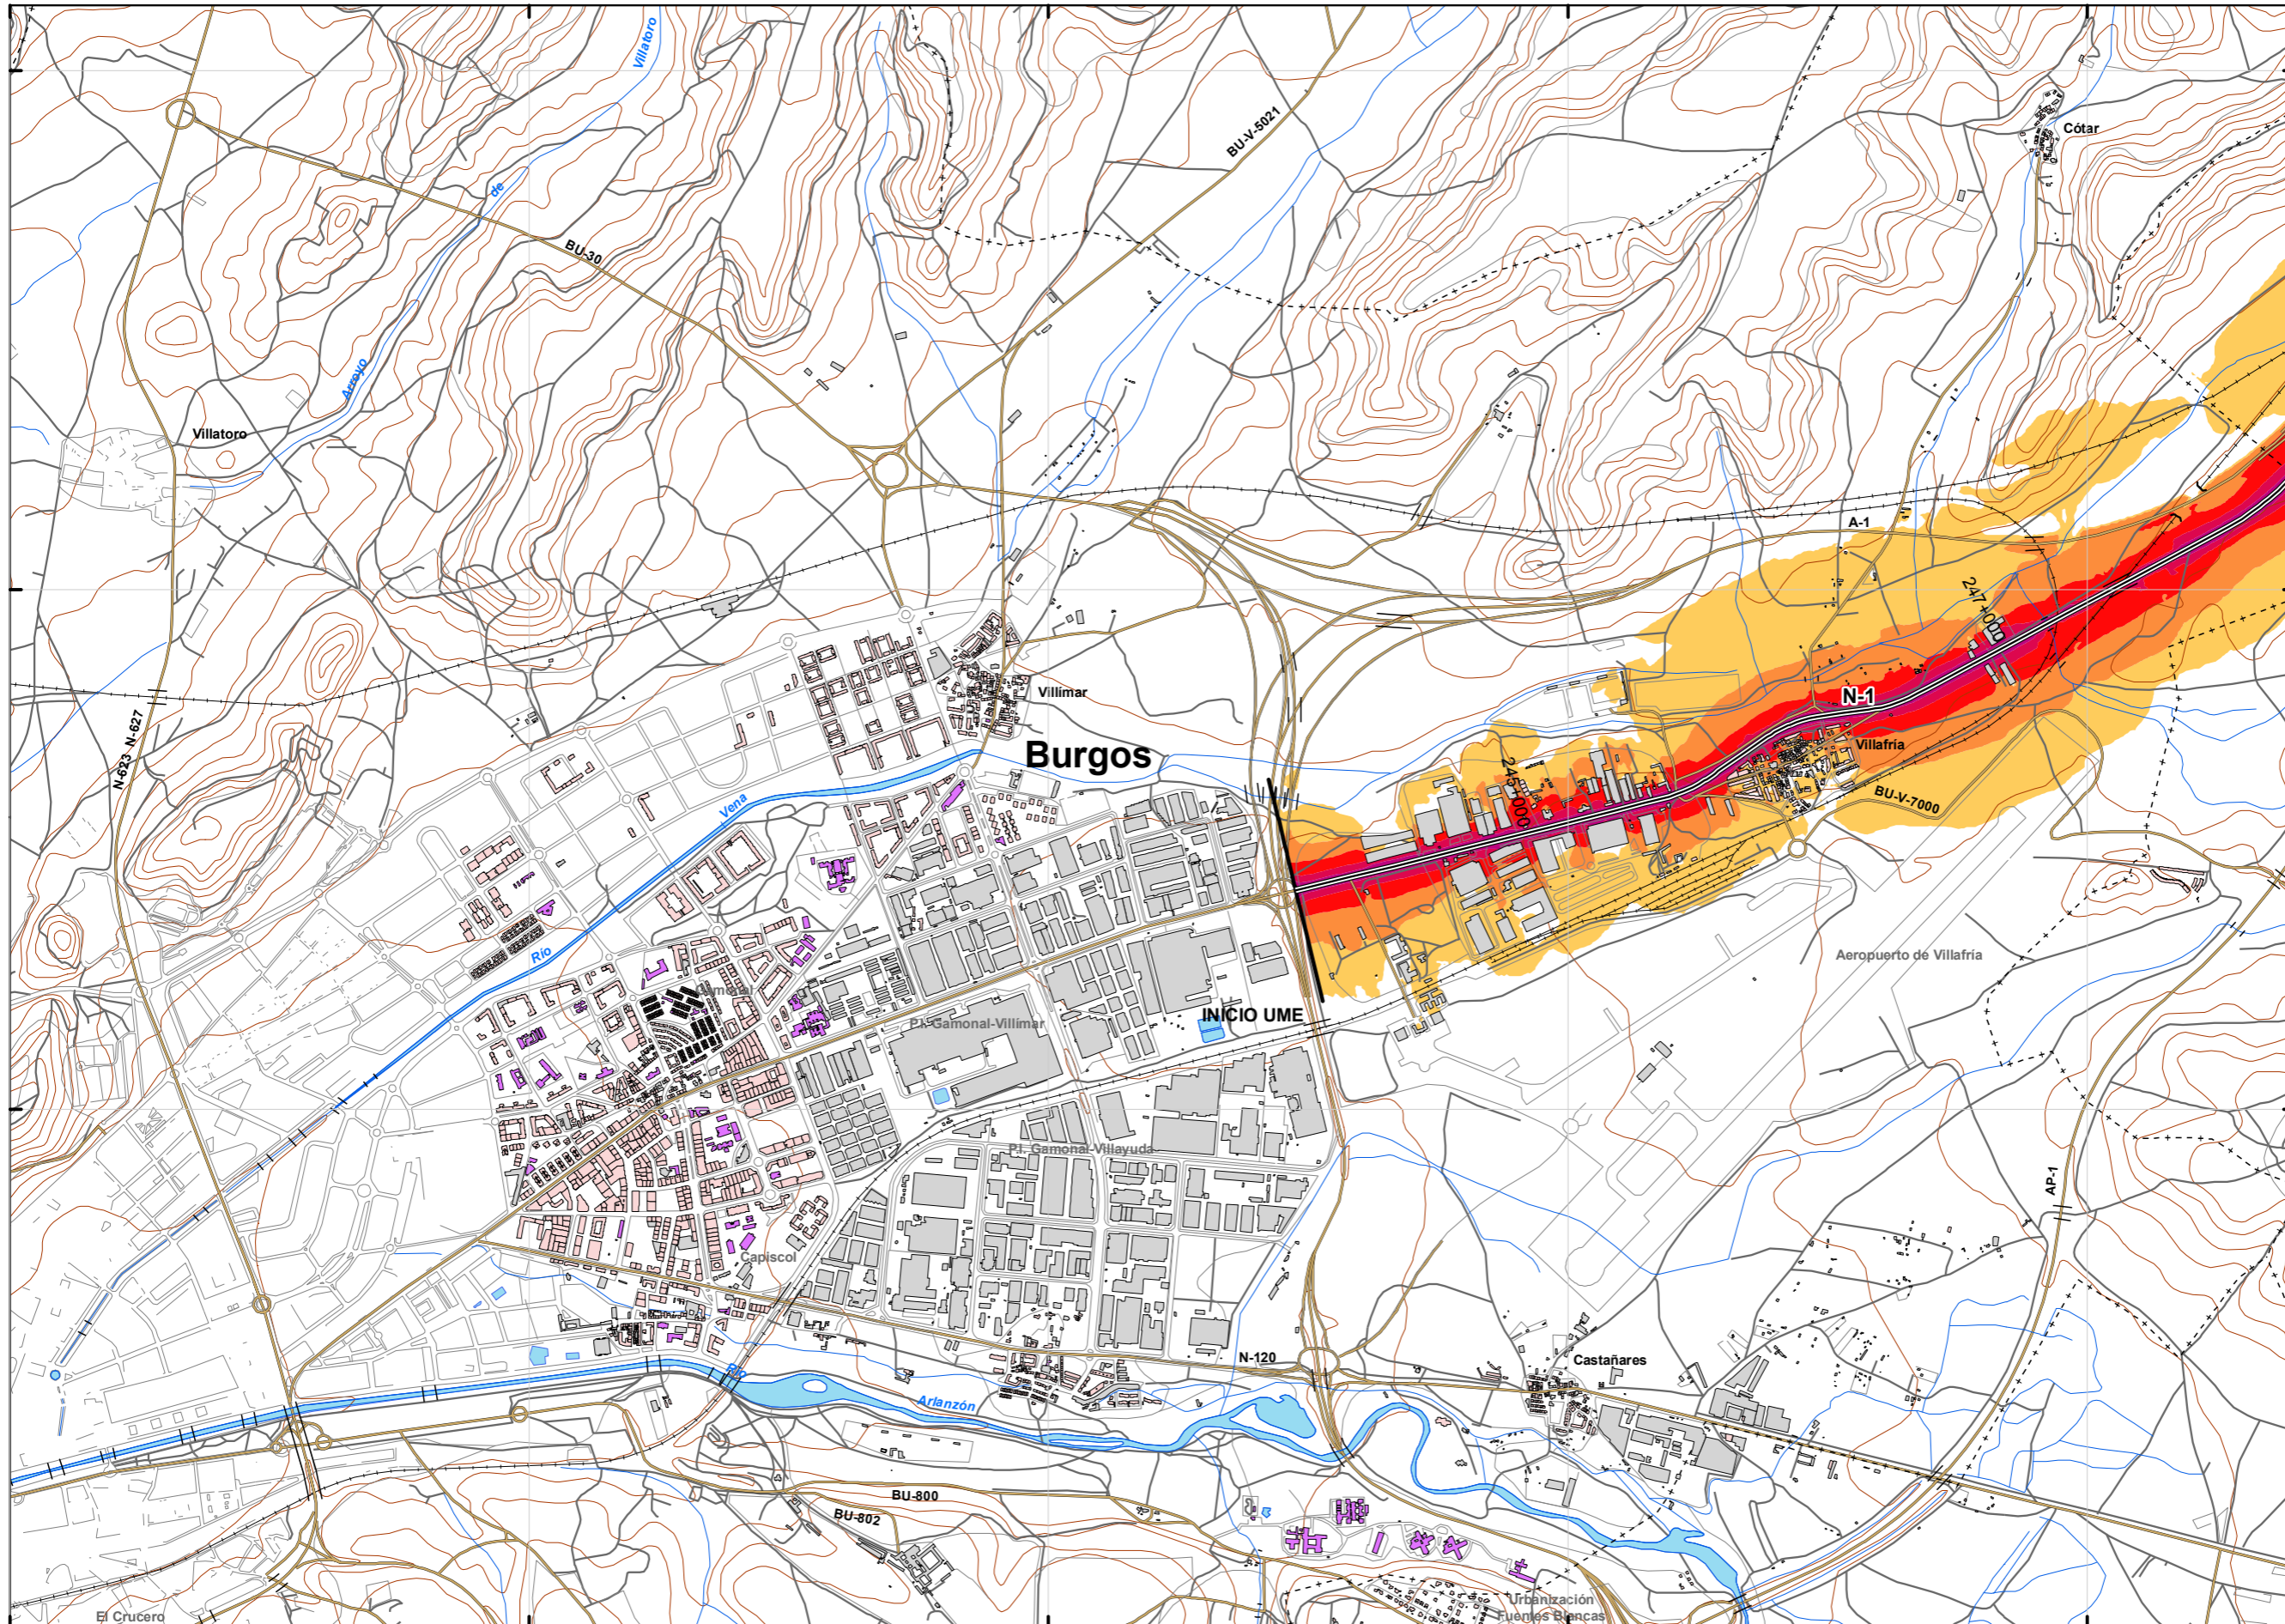 Villatoro
de
Arroyo
BU-30
BU-V-5021
Cótar
Villatoro
A-1
247+000
N-1
Villafría
BU-V-7000
245+000
N-623 N-627
Villímar
Burgos
Río
Vena
Aeropuerto de Villafría
Gamonal
P.I. Gamonal-Villímar
INICIO UME
P.I. Gamonal-Villayuda
AP-1
Capiscol
N-120
Castañares
Río
Arlanzón
BU-800
BU-802
El Crucero
Urbanización
Fuentes Blancas